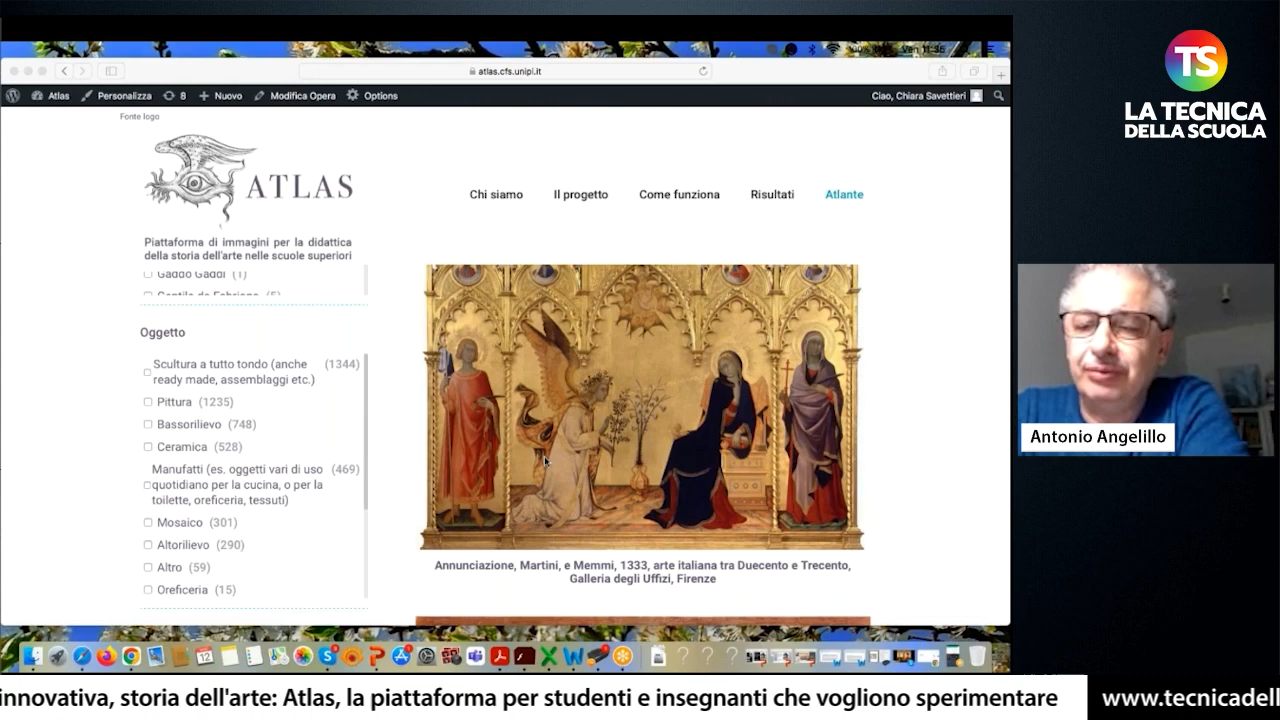 atlas.cfs.unipi.it
Atlas Personalizza 8 Nuovo Modifica Opera Options Ciao, Chiara Savettieri
Fonte logo
ATLAS
Piattaforma di immagini per la didattica
della storia dell'arte nelle scuole superiori
Chi siamo Il progetto Come funziona Risultati Atlante
Gaddo Gaddi (1)
Gentile da Fabriano (5)
Oggetto
Scultura a tutto tondo (anche (1344)
ready made, assemblaggi etc.)
Pittura (1235)
Bassorilievo (748)
Ceramica (528)
Manufatti (es. oggetti vari di uso (469)
quotidiano per la cucina, o per la
toilette, oreficeria, tessuti)
Mosaico (301)
Altorilievo (290)
Altro (59)
Oreficeria (15)
Annunciazione, Martini, e Memmi, 1333, arte italiana tra Duecento e Trecento,
Galleria degli Uffizi, Firenze
TS
LA TECNICA
DELLA SCUOLA
Antonio Angelillo
innovativa, storia dell'arte: Atlas, la piattaforma per studenti e insegnanti che vogliono sperimentare
www.tecnicadell